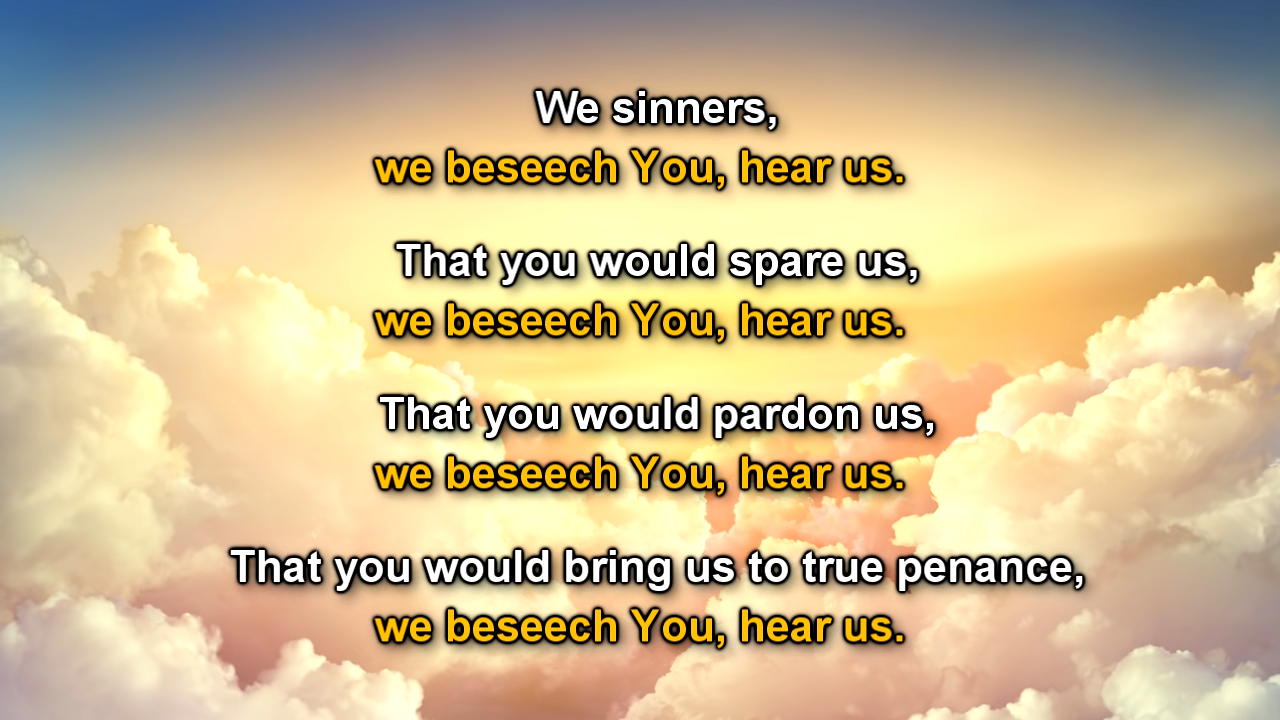 We sinners,
we beseech You, hear us.
That you would spare us,
we beseech You, hear us.
That you would pardon us,
we beseech You, hear us.
That you would bring us to true penance,
we beseech You, hear us.